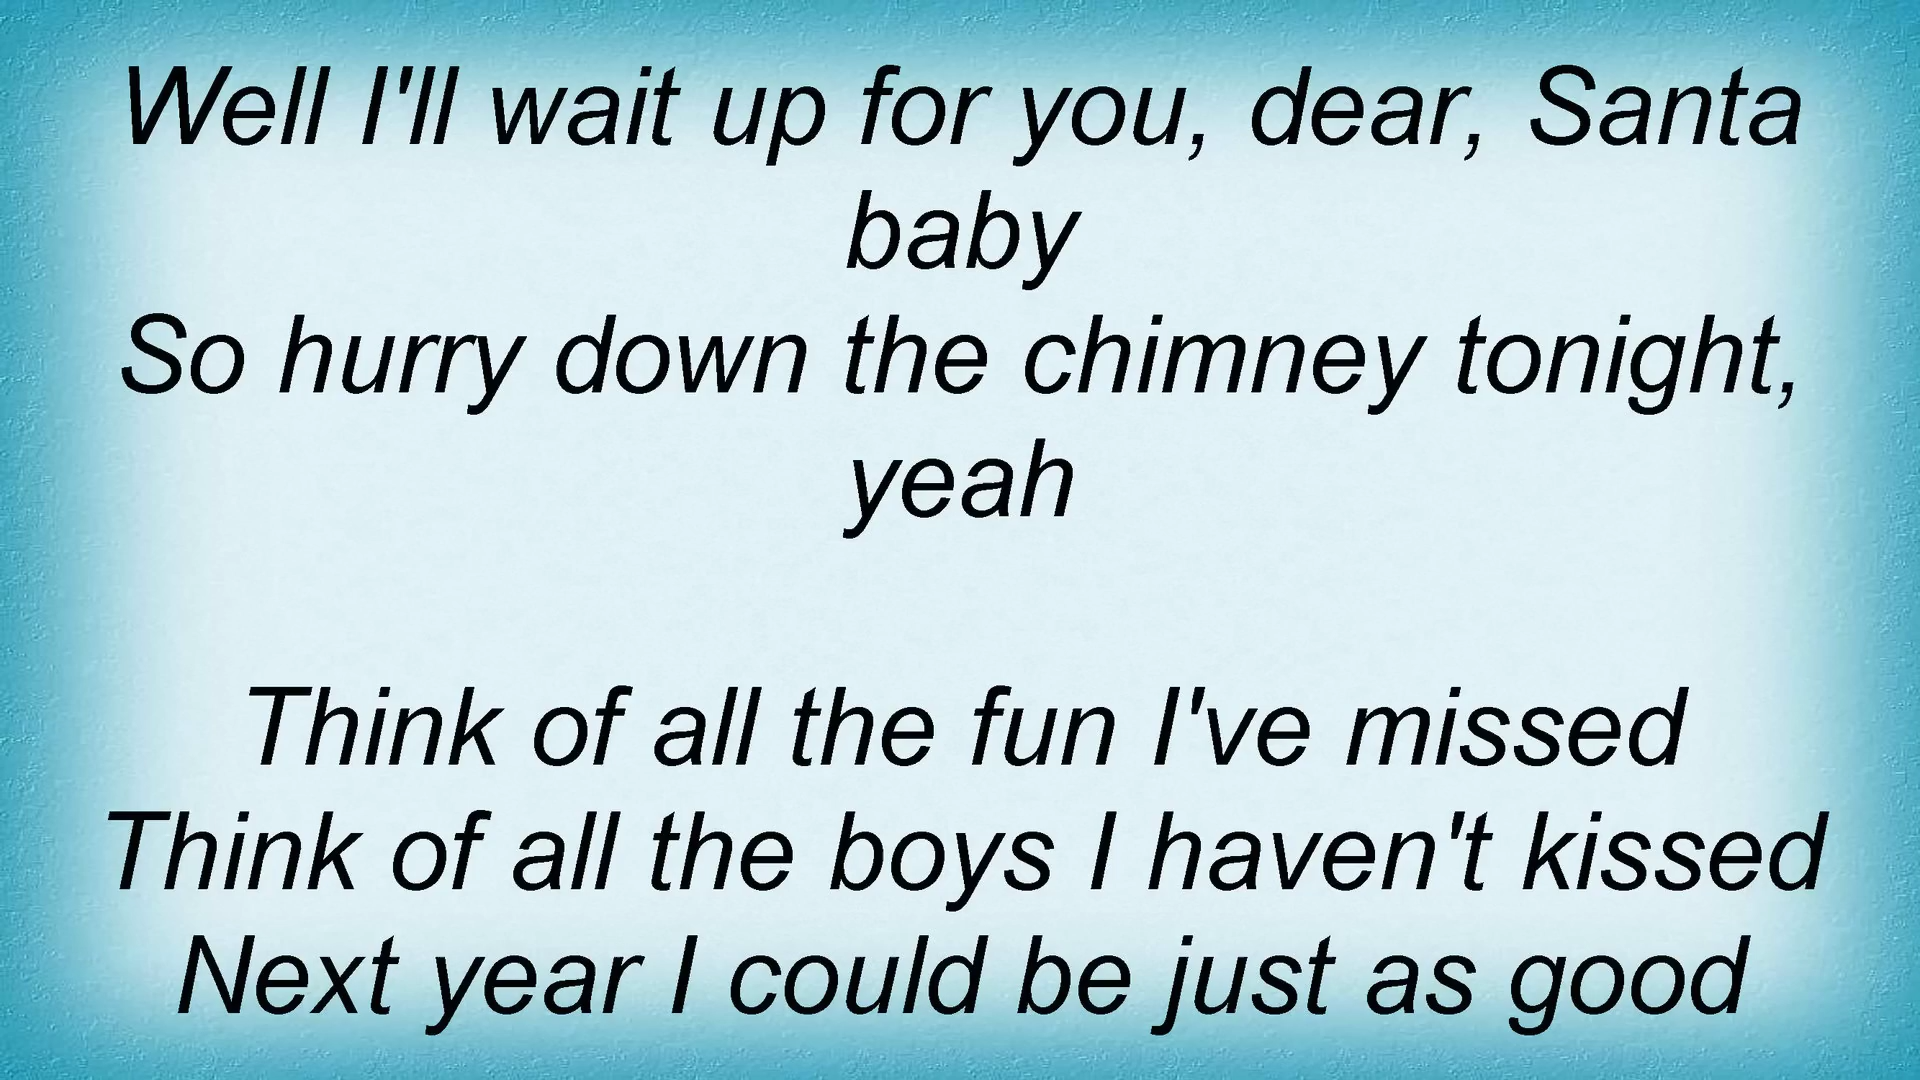 Well I'll wait up for you, dear, Santa
baby
So hurry down the chimney tonight,
yeah
Think of all the fun I've missed
Think of all the boys I haven't kissed
Next year I could be just as good